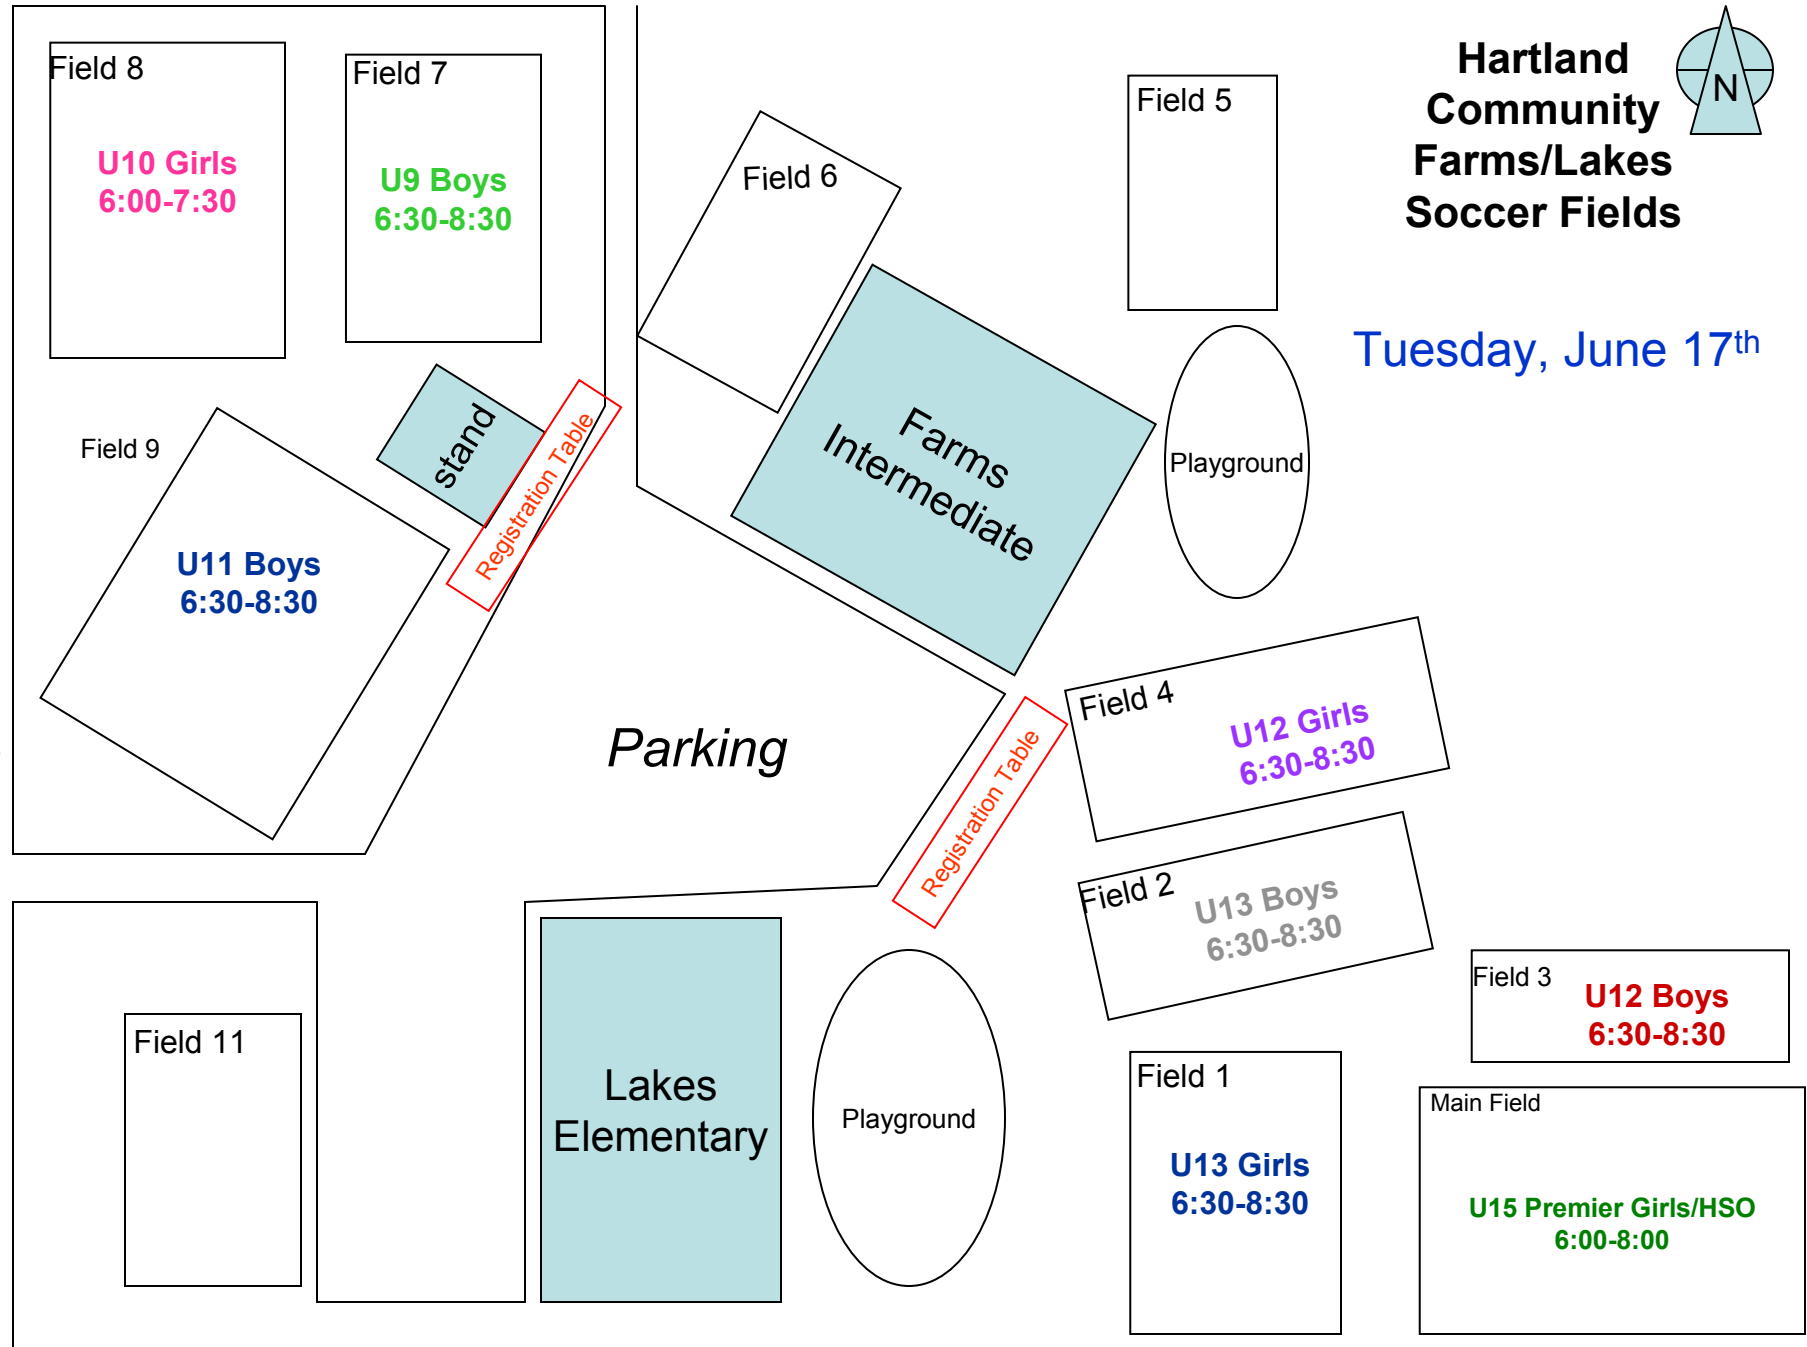 Hartland
Community
Farms/Lakes
Soccer Fields
N
Tuesday, June 17th
Field 8
U10 Girls
6:00-7:30
Field 7
U9 Boys
6:30-8:30
Field 6
Field 5
Field 9
U11 Boys
6:30-8:30
stand
Registration Table
Farms
Intermediate
Playground
Parking
Registration Table
Field 4
U12 Girls
6:30-8:30
Field 2
U13 Boys
6:30-8:30
Field 3
U12 Boys
6:30-8:30
Field 11
Lakes
Elementary
Playground
Field 1
U13 Girls
6:30-8:30
Main Field
U15 Premier Girls/HSO
6:00-8:00